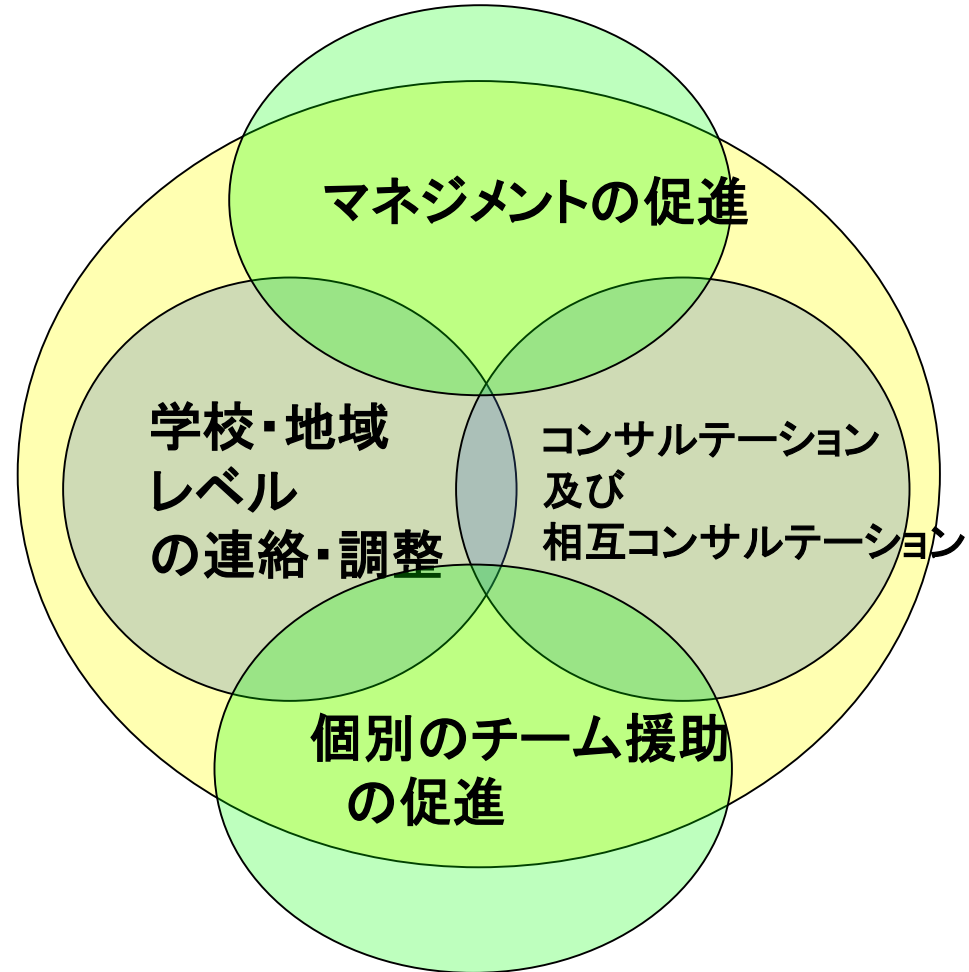 マネジメントの促進
学校・地域
レベル
の連絡・調整
コンサルテーション
及び
相互コンサルテーション
個別のチーム援助
の促進